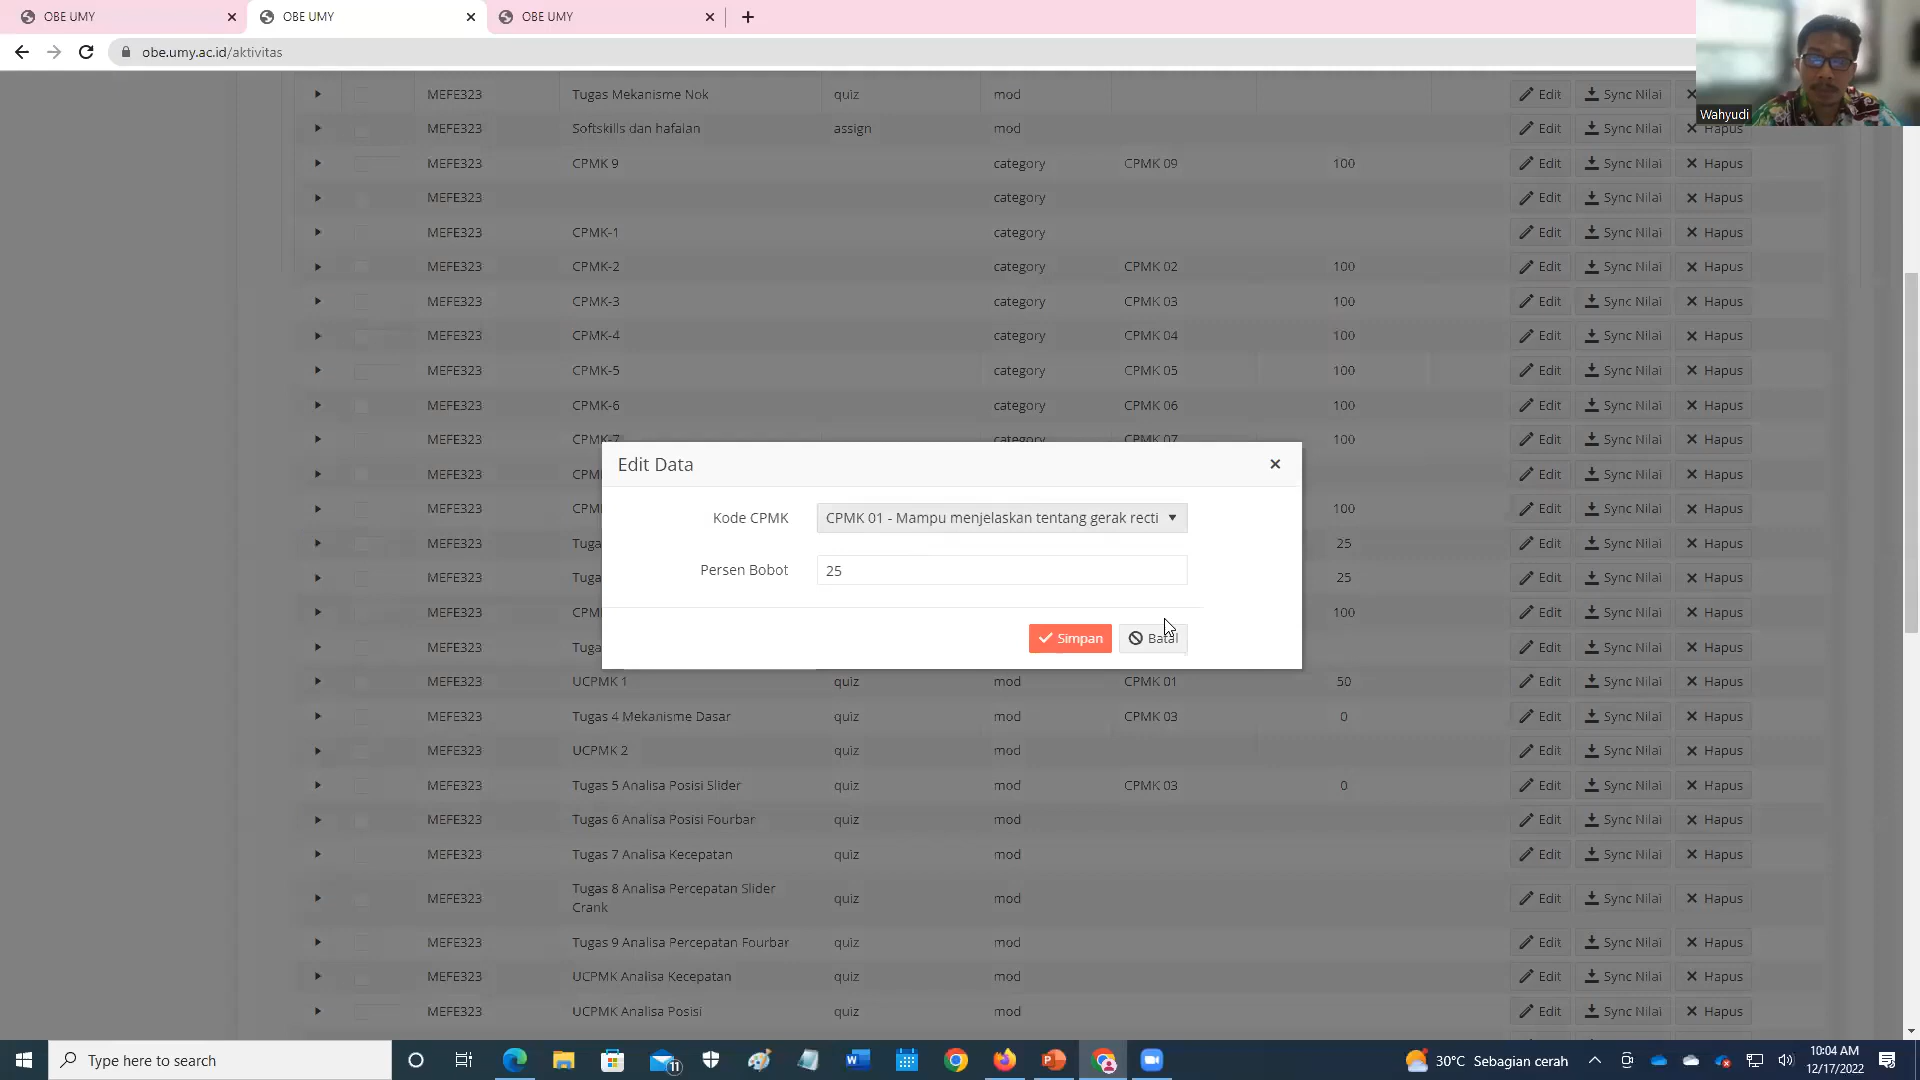 OBE UMY
OBE UMY
OBE UMY
obe.umy.ac.id/aktivitas
Wahyudi
MEFE323 Tugas Mekanisme Nok quiz mod Edit Sync Nilai
MEFE323 Softskills dan hafalan assign mod Edit Sync Nilai Hapus
MEFE323 CPMK 9 category CPMK 09 100 Edit Sync Nilai Hapus
MEFE323 category Edit Sync Nilai Hapus
MEFE323 CPMK-1 category Edit Sync Nilai Hapus
MEFE323 CPMK-2 category CPMK 02 100 Edit Sync Nilai Hapus
MEFE323 CPMK-3 category CPMK 03 100 Edit Sync Nilai Hapus
MEFE323 CPMK-4 category CPMK 04 100 Edit Sync Nilai Hapus
MEFE323 CPMK-5 category CPMK 05 100 Edit Sync Nilai Hapus
MEFE323 CPMK-6 category CPMK 06 100 Edit Sync Nilai Hapus
MEFE323 CPMK-7 category CPMK 07 100 Edit Sync Nilai Hapus
Edit Data
MEFE323 CPM Edit Sync Nilai Hapus
MEFE323 CPM 100 Edit Sync Nilai Hapus
Kode CPMK CPMK 01 - Mampu menjelaskan tentang gerak recti
MEFE323 Tuga 25 Edit Sync Nilai Hapus
Persen Bobot 25
MEFE323 Tuga 25 Edit Sync Nilai Hapus
MEFE323 CPM 100 Edit Sync Nilai Hapus
Simpan Batal
MEFE323 Tuga Edit Sync Nilai Hapus
MEFE323 UCPMK 1 quiz mod CPMK 01 50 Edit Sync Nilai Hapus
MEFE323 Tugas 4 Mekanisme Dasar quiz mod CPMK 03 0 Edit Sync Nilai Hapus
MEFE323 UCPMK 2 quiz mod Edit Sync Nilai Hapus
MEFE323 Tugas 5 Analisa Posisi Slider quiz mod CPMK 03 0 Edit Sync Nilai Hapus
MEFE323 Tugas 6 Analisa Posisi Fourbar quiz mod Edit Sync Nilai Hapus
MEFE323 Tugas 7 Analisa Kecepatan quiz mod Edit Sync Nilai Hapus
MEFE323 Tugas 8 Analisa Percepatan Slider quiz mod Edit Sync Nilai Hapus
Crank
MEFE323 Tugas 9 Analisa Percepatan Fourbar quiz mod Edit Sync Nilai Hapus
MEFE323 UCPMK Analisa Kecepatan quiz mod Edit Sync Nilai Hapus
MEFE323 UCPMK Analisa Posisi quiz mod Edit Sync Nilai Hapus
Type here to search
11
30°C Sebagian cerah
10:04 AM
12/17/2022